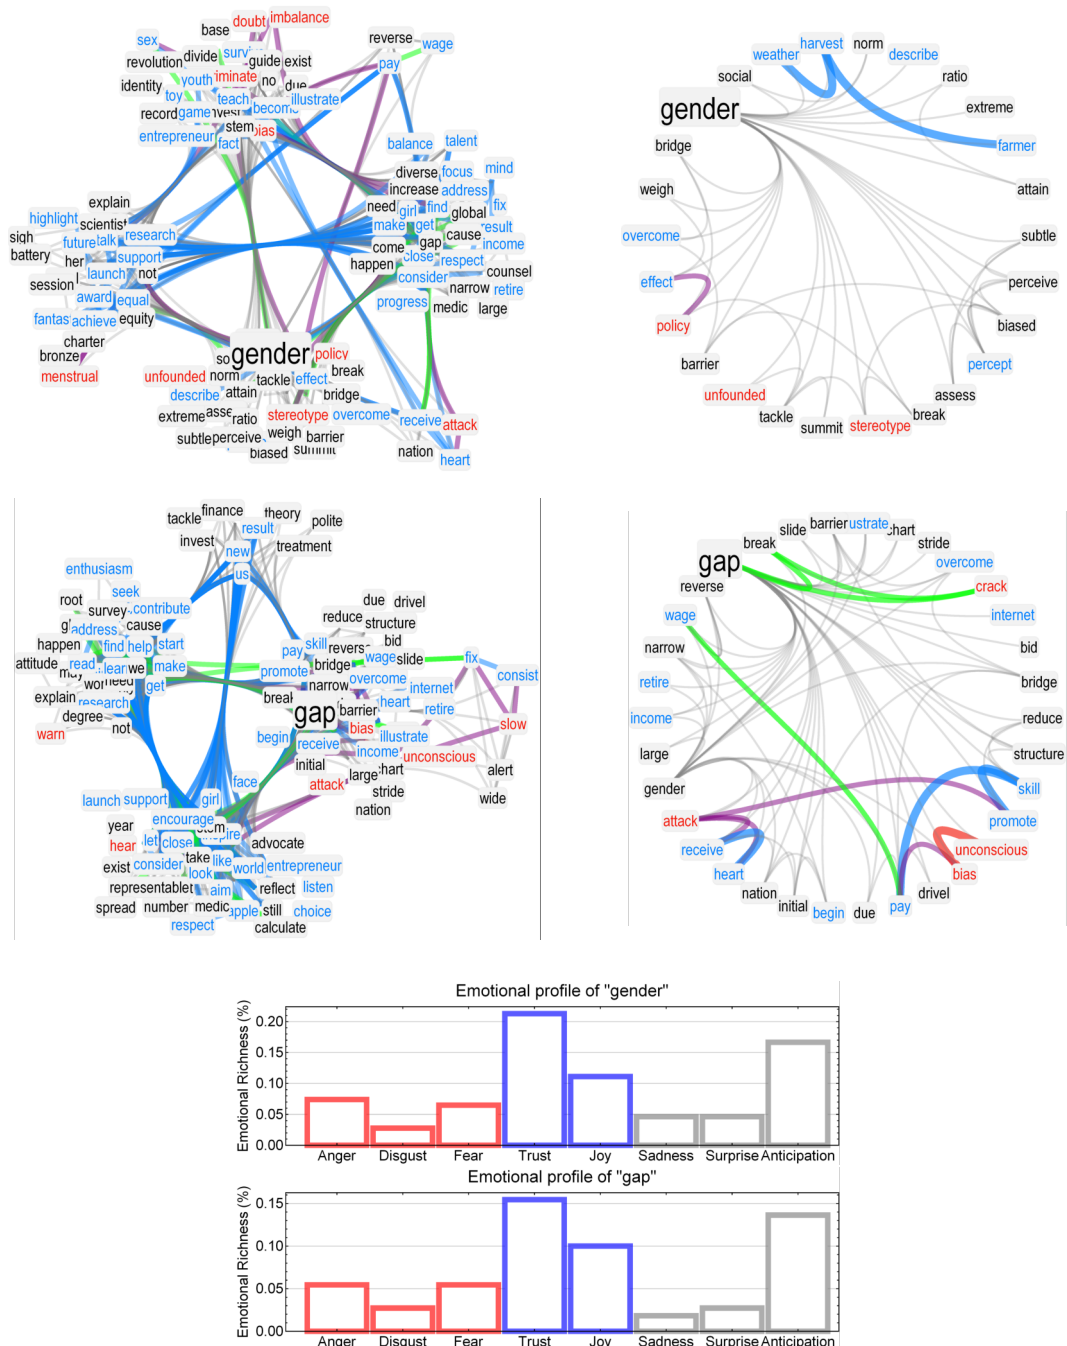 doubt imbalance
base
sex
reverse wage
revolution divide guide exist
pay
identity youth no due
toy teach become illustrate
record game
entrepreneur stem bias
fact
balance talent
diverse focus mind
increase address
need girl find global fix
make get cause result
come gap income
happen close respect
consider counsel
narrow retire
progress medic large
explain
highlight scientist research
sigh future talk
battery her support
launch not
session
award equal
achieve equity
charter
bronze
menstrual
gender policy
unfounded norm tackle effect break
describe attain bridge
extreme ratio stereotype overcome receive attack
subtle perceive weigh barrier
biased summit nation heart
harvest norm
weather describe
social ratio
gender extreme
bridge farmer
weigh attain
overcome subtle
effect perceive
policy biased
barrier percept
unfounded assess
tackle break
summit stereotype
finance theory
tackle result polite
invest new treatment
us
enthusiasm
seek
root survey contribute
address cause
happen find help start
attitude read learn we make
need get
explain research
degree not
warn
due drivel
reduce structure
skill bid
pay reverse
bridge wage slide fix
promote overcome consist
narrow internet
break heart retire
gap barrier slow
begin bias illustrate
receive income unconscious
initial large alert
attack stride wide
nation
face
launch support girl
encourage
year inspire advocate
hear let close
exist consider take like world entrepreneur
look reflect listen
aim
spread number medic apple still choice
respect calculate
slide barrier
break stride
gap overcome
reverse crack
wage internet
narrow bid
retire bridge
income reduce
large structure
gender skill
attack promote
receive unconscious
heart bias
nation drivel
initial begin due pay
Emotional profile of "gender"
Emotional Richness (%)
0.20
0.15
0.10
0.05
0.00
Anger Disgust Fear Trust Joy Sadness Surprise Anticipation
Emotional profile of "gap"
Emotional Richness (%)
0.15
0.10
0.05
0.00
Anger Disgust Fear Trust Joy Sadness Surprise Anticipation